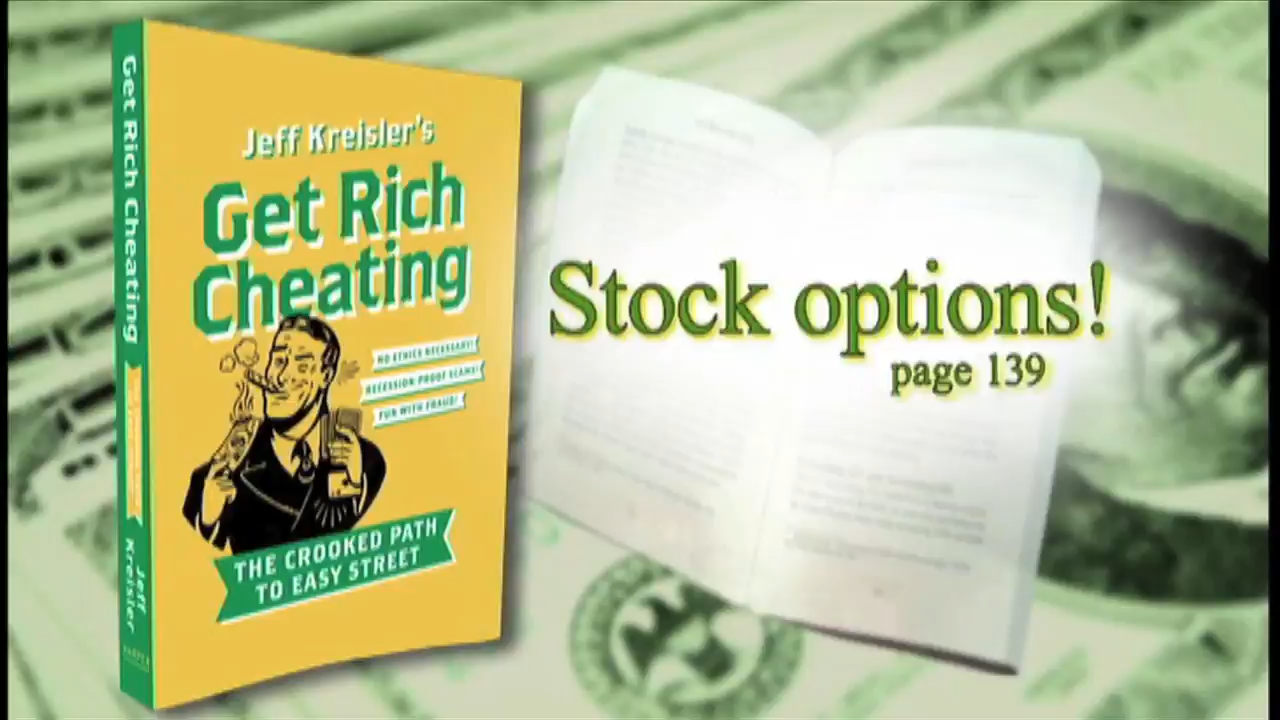 Get Rich Cheating
Jeff Kreisler
HARPER
Jeff Kreisler's
Get Rich
Cheating
NO ETHICS NECESSARY!
RECESSION-PROOF SCAMS!
FUN WITH FRAUD!
THE CROOKED PATH
TO EASY STREET
Stock options!
page 139